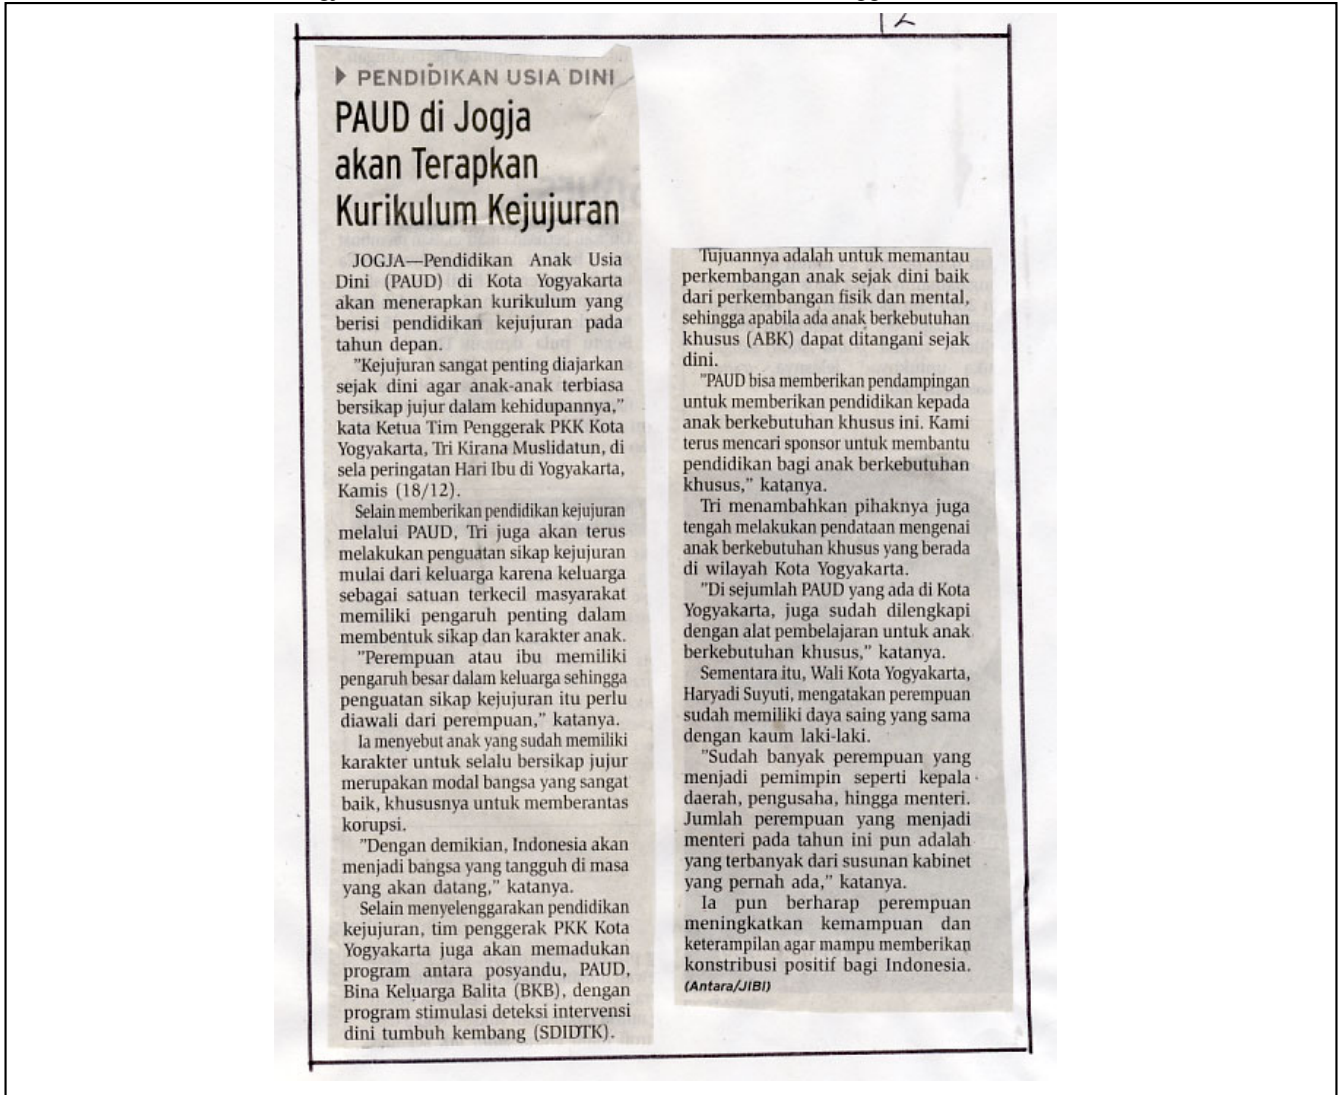 12
PENDIDIKAN USIA DINI
PAUD di Jogja
akan Terapkan
Kurikulum Kejujuran
JOGJA—Pendidikan Anak Usia
Dini (PAUD) di Kota Yogyakarta
akan menerapkan kurikulum yang
berisi pendidikan kejujuran pada
tahun depan.
"Kejujuran sangat penting diajarkan
sejak dini agar anak-anak terbiasa
bersikap jujur dalam kehidupannya,"
kata Ketua Tim Penggerak PKK Kota
Yogyakarta, Tri Kirana Muslidatun, di
sela peringatan Hari Ibu di Yogyakarta,
Kamis (18/12).
Selain memberikan pendidikan kejujuran
melalui PAUD, Tri juga akan terus
melakukan penguatan sikap kejujuran
mulai dari keluarga karena keluarga
sebagai satuan terkecil masyarakat
memiliki pengaruh penting dalam
membentuk sikap dan karakter anak.
"Perempuan atau ibu memiliki
pengaruh besar dalam keluarga sehingga
penguatan sikap kejujuran itu perlu
diawali dari perempuan," katanya.
Ia menyebut anak yang sudah memiliki
karakter untuk selalu bersikap jujur
merupakan modal bangsa yang sangat
baik, khususnya untuk memberantas
korupsi.
"Dengan demikian, Indonesia akan
menjadi bangsa yang tangguh di masa
yang akan datang," katanya.
Selain menyelenggarakan pendidikan
kejujuran, tim penggerak PKK Kota
Yogyakarta juga akan memadukan
program antara posyandu, PAUD,
Bina Keluarga Balita (BKB), dengan
program stimulasi deteksi intervensi
dini tumbuh kembang (SDIDTK).
Tujuannya adalah untuk memantau
perkembangan anak sejak dini baik
dari perkembangan fisik dan mental,
sehingga apabila ada anak berkebutuhan
khusus (ABK) dapat ditangani sejak
dini.
"PAUD bisa memberikan pendampingan
untuk memberikan pendidikan kepada
anak berkebutuhan khusus ini. Kami
terus mencari sponsor untuk membantu
pendidikan bagi anak berkebutuhan
khusus," katanya.
Tri menambahkan pihaknya juga
tengah melakukan pendataan mengenai
anak berkebutuhan khusus yang berada
di wilayah Kota Yogyakarta.
"Di sejumlah PAUD yang ada di Kota
Yogyakarta, juga sudah dilengkapi
dengan alat pembelajaran untuk anak
berkebutuhan khusus," katanya.
Sementara itu, Wali Kota Yogyakarta,
Haryadi Suyuti, mengatakan perempuan
sudah memiliki daya saing yang sama
dengan kaum laki-laki.
"Sudah banyak perempuan yang
menjadi pemimpin seperti kepala
daerah, pengusaha, hingga menteri.
Jumlah perempuan yang menjadi
menteri pada tahun ini pun adalah
yang terbanyak dari susunan kabinet
yang pernah ada," katanya.
Ia pun berharap perempuan
meningkatkan kemampuan dan
keterampilan agar mampu memberikan
konstribusi positif bagi Indonesia.
(Antara/JIBI)